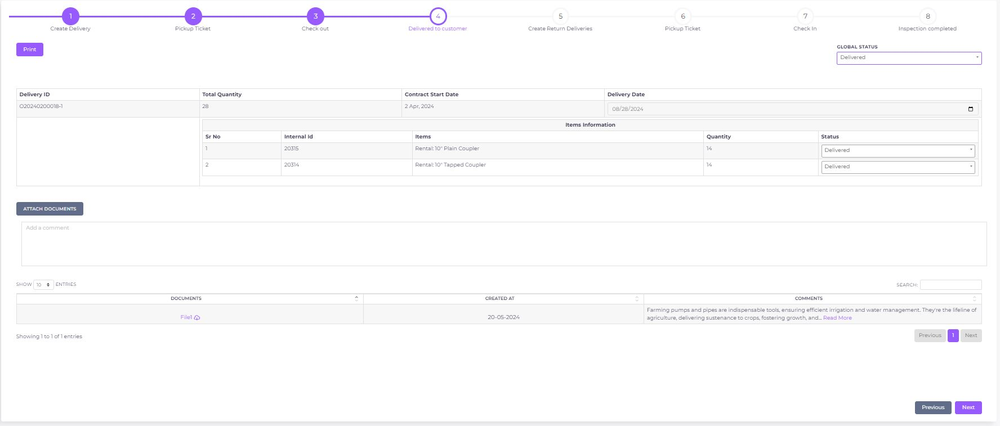 1 2 3 4 5 6 7 8
Create Delivery Pickup Ticket Check out Delivered to customer Create Return Deliveries Pickup Ticket Check In Inspection completed
Print
GLOBAL STATUS
Delivered
Delivery ID Total Quantity Contract Start Date Delivery Date
O20240200018-1 28 2 Apr, 2024 08/28/2024
Items Information
Sr No Internal Id Items Quantity Status
1 20315 Rental: 10" Plain Coupler 14 Delivered
2 20314 Rental: 10" Tapped Coupler 14 Delivered
ATTACH DOCUMENTS
Add a comment
SHOW 10 ENTRIES SEARCH:
DOCUMENTS CREATED AT COMMENTS
File1 20-05-2024 Farming pumps and pipes are indispensable tools, ensuring efficient irrigation and water management. They're the lifeline of
agriculture, delivering sustenance to crops, fostering growth, and... Read More
Showing 1 to 1 of 1 entries Previous 1 Next
Previous Next